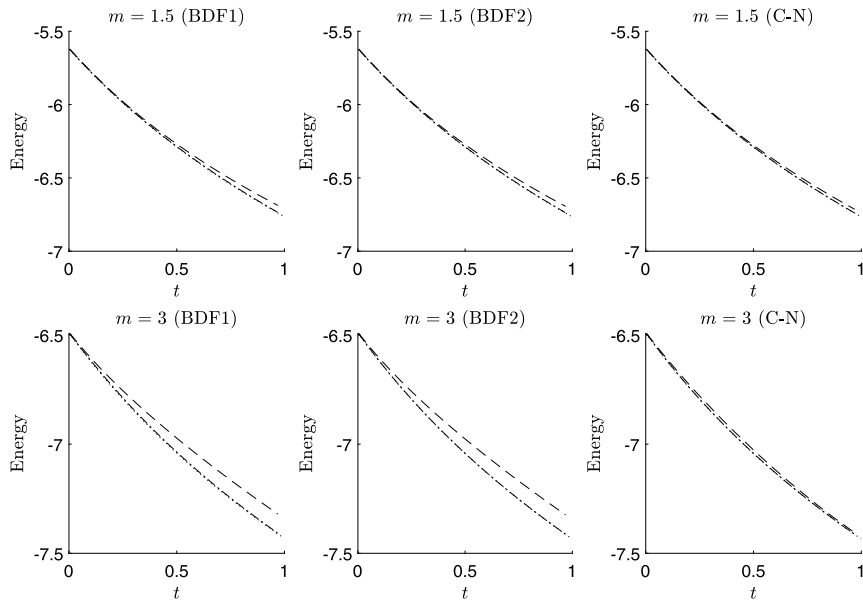 m = 1.5 (BDF1)
m = 1.5 (BDF2)
m = 1.5 (C-N)
-5.5
-6
-6.5
-7
Energy
0
0.5
1
t
-5.5
-6
-6.5
-7
Energy
0
0.5
1
t
-5.5
-6
-6.5
-7
Energy
0
0.5
1
t
m = 3 (BDF1)
m = 3 (BDF2)
m = 3 (C-N)
-6.5
-7
-7.5
Energy
0
0.5
1
t
-6.5
-7
-7.5
Energy
0
0.5
1
t
-6.5
-7
-7.5
Energy
0
0.5
1
t